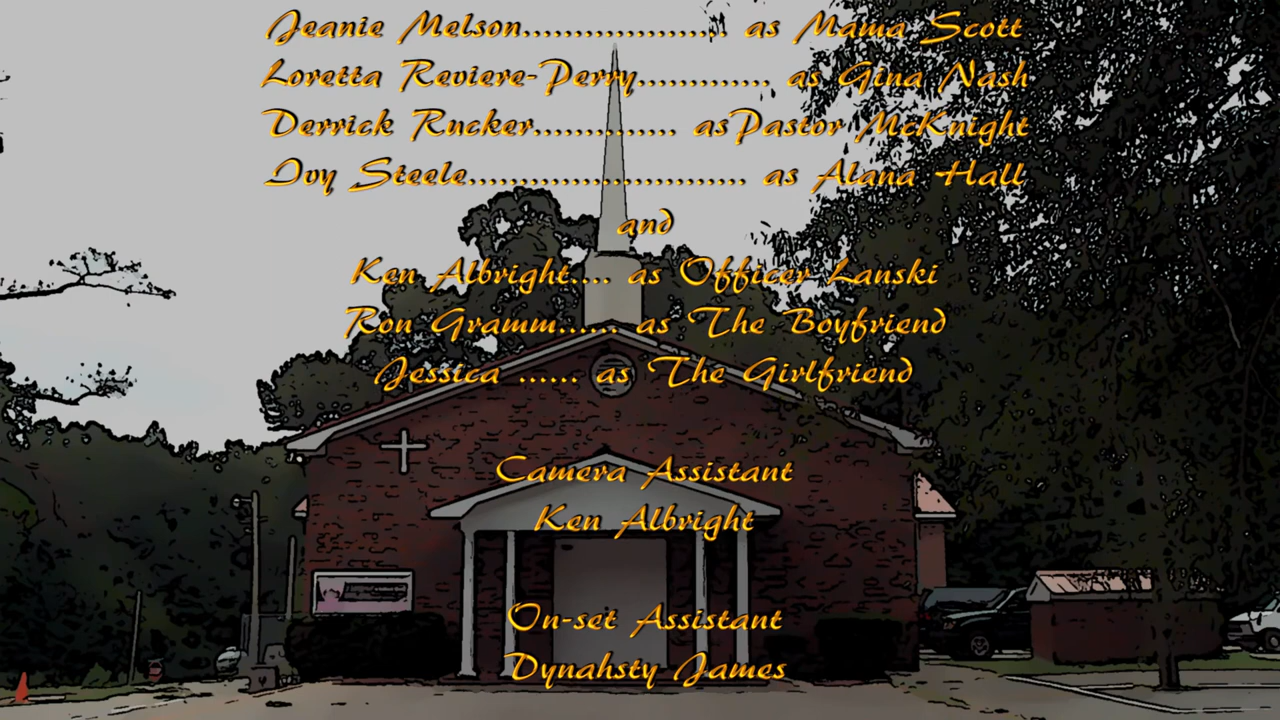 Jeanie Melson.................... as Mama Scott
Loretta Reviere-Perry............. as Gina Nash
Derrick Rucker.............. asPastor McKnight
Ivy Steele........................... as Alana Hall
and
Ken Albright.... as Officer Lanski
Ron Gramm...... as The Boyfriend
Jessica ...... as The Girlfriend
Camera Assistant
Ken Albright
On-set Assistant
Dynahsty James